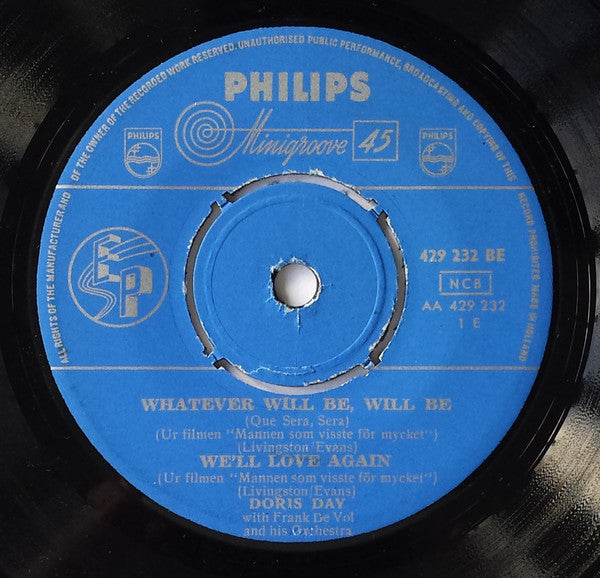 ALL RIGHTS OF THE MANUFACTURER AND OF THE OWNER OF THE RECORDED WORK RESERVED. UNAUTHORISED PUBLIC PERFORMANCE, BROADCASTING AND COPYING OF THIS RECORD PROHIBITED. MADE IN HOLLAND
PHILIPS
Minigroove 45
PHILIPS
PHILIPS
EP
429 232 BE
NCB
AA 429 232
1 E
WHATEVER WILL BE, WILL BE
(Que Sera, Sera)
(Ur filmen "Mannen som visste för mycket")
(Livingston/Evans)
WE'LL LOVE AGAIN
(Ur filmen "Mannen som visste för mycket")
(Livingston/Evans)
DORIS DAY
with Frank De Vol
and his Orchestra